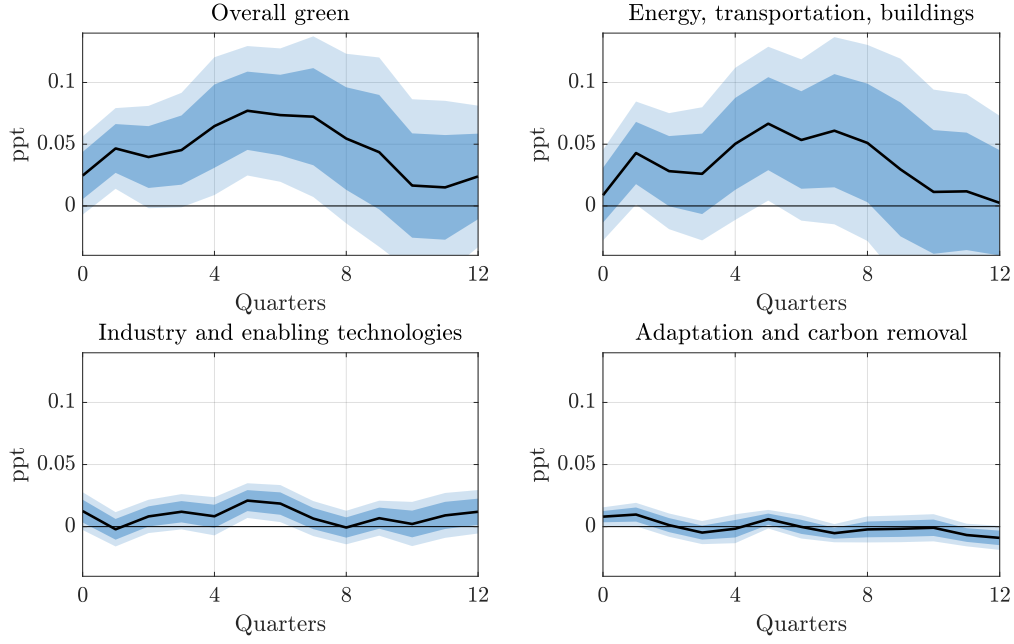 Overall green
ppt
0.1
0.05
0
0 4 8 12
Quarters
Energy, transportation, buildings
ppt
0.1
0.05
0
0 4 8 12
Quarters
Industry and enabling technologies
ppt
0.1
0.05
0
0 4 8 12
Quarters
Adaptation and carbon removal
ppt
0.1
0.05
0
0 4 8 12
Quarters